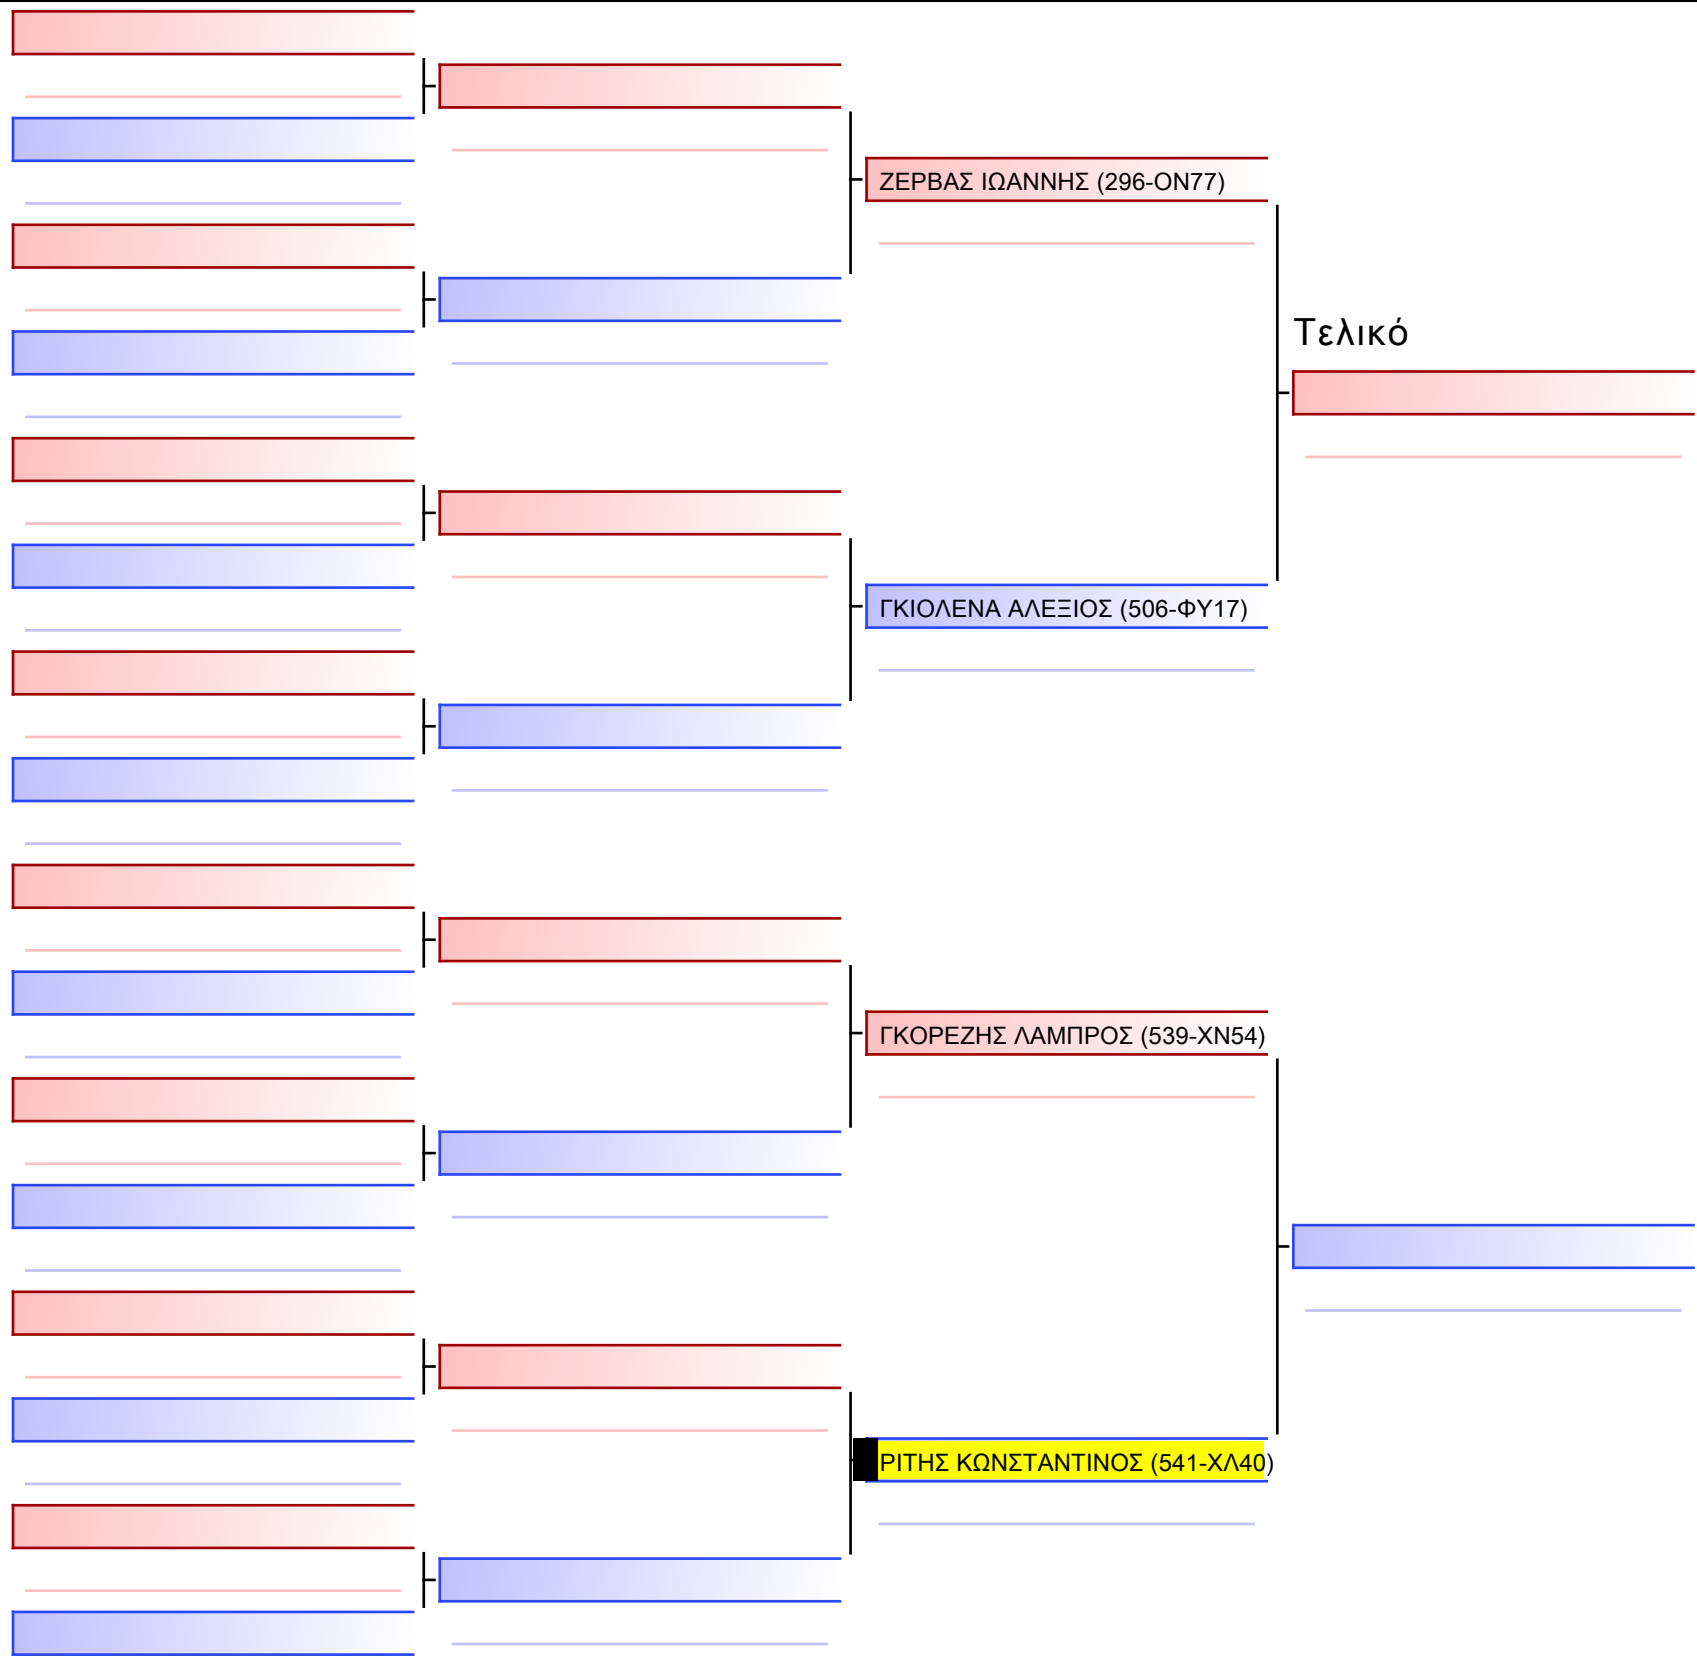 ΖΕΡΒΑΣ ΙΩΑΝΝΗΣ (296-ΟΝ77)
Τελικό
ΓΚΙΟΛΕΝΑ ΑΛΕΞΙΟΣ (506-ΦΥ17)
ΓΚΟΡΕΖΗΣ ΛΑΜΠΡΟΣ (539-ΧΝ54)
ΡΙΤΗΣ ΚΩΝΣΤΑΝΤΙΝΟΣ (541-ΧΛ40)